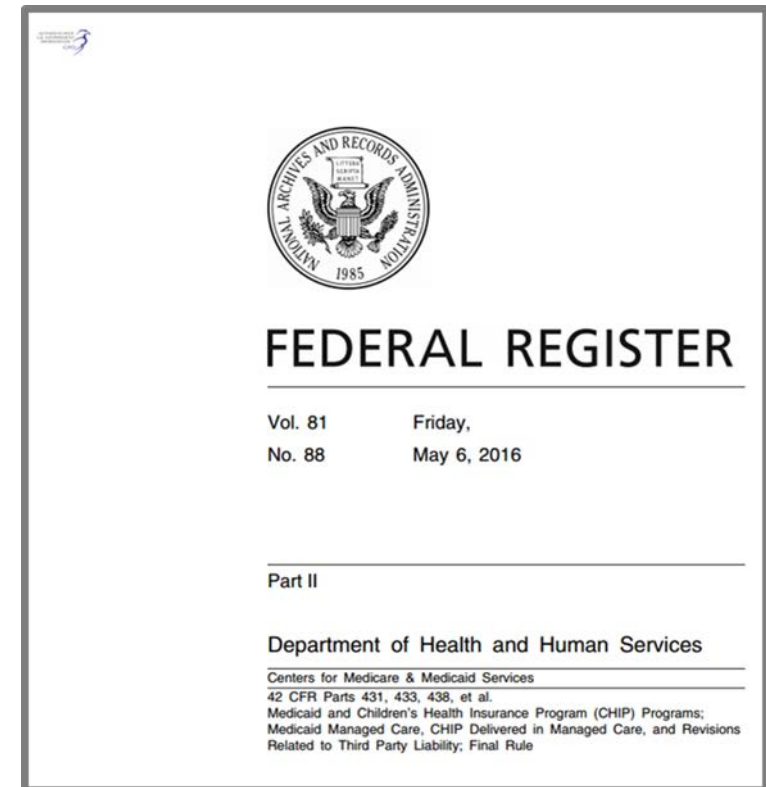 NATIONAL ARCHIVES AND RECORDS ADMINISTRATION
LITTERA
SCRIPTA
MANET
1985
FEDERAL REGISTER
Vol. 81 Friday,
No. 88 May 6, 2016
Part II
Department of Health and Human Services
Centers for Medicare & Medicaid Services
42 CFR Parts 431, 433, 438, et al.
Medicaid and Children's Health Insurance Program (CHIP) Programs;
Medicaid Managed Care, CHIP Delivered in Managed Care, and Revisions
Related to Third Party Liability; Final Rule